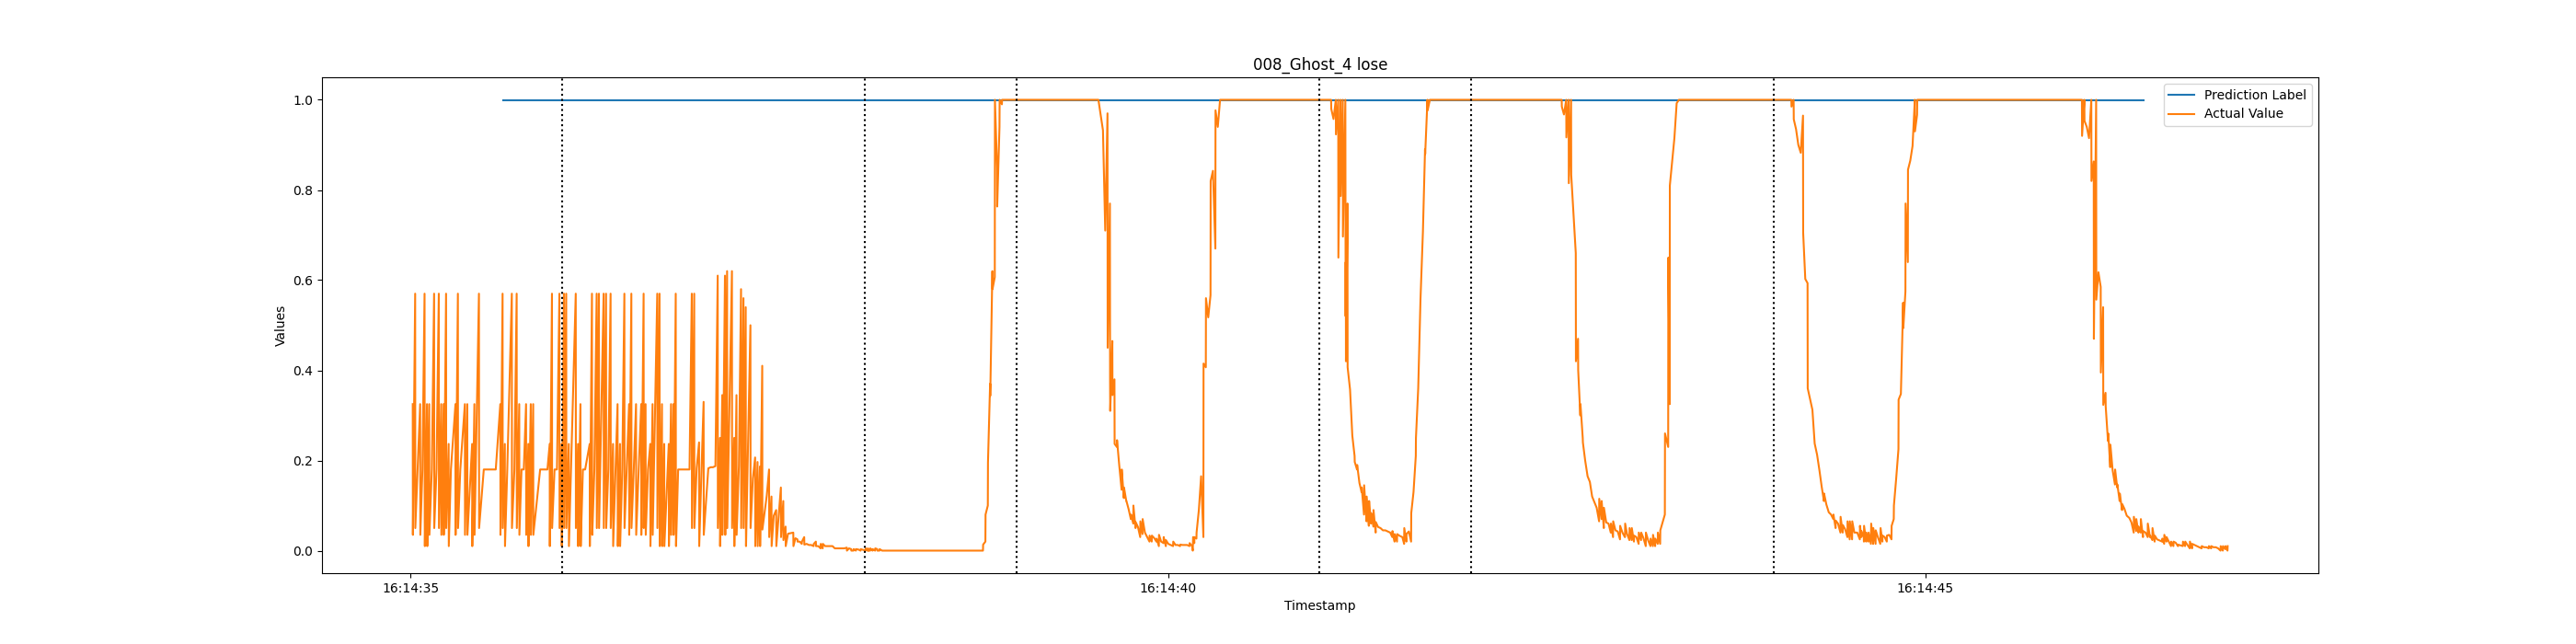 008_Ghost_4 lose
Prediction Label
Actual Value
1.0
0.8
0.6
0.4
0.2
0.0
Values
16:14:35
16:14:40
16:14:45
Timestamp